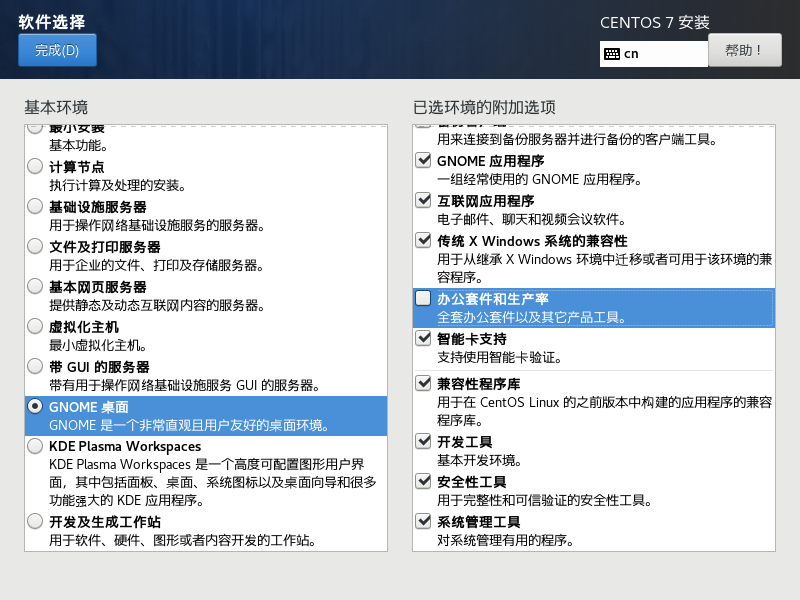 软件选择
完成(D)
CENTOS 7 安装
cn
帮助！
基本环境
最小安装
基本功能。
计算节点
执行计算及处理的安装。
基础设施服务器
用于操作网络基础设施服务的服务器。
文件及打印服务器
用于企业的文件、打印及存储服务器。
基本网页服务器
提供静态及动态互联网内容的服务器。
虚拟化主机
最小虚拟化主机。
带 GUI 的服务器
带有用于操作网络基础设施服务 GUI 的服务器。
GNOME 桌面
GNOME 是一个非常直观且用户友好的桌面环境。
KDE Plasma Workspaces
KDE Plasma Workspaces 是一个高度可配置图形用户界
面，其中包括面板、桌面、系统图标以及桌面向导和很多
功能强大的 KDE 应用程序。
开发及生成工作站
用于软件、硬件、图形或者内容开发的工作站。
已选环境的附加选项
备份客户端
用来连接到备份服务器并进行备份的客户端工具。
GNOME 应用程序
一组经常使用的 GNOME 应用程序。
互联网应用程序
电子邮件、聊天和视频会议软件。
传统 X Windows 系统的兼容性
用于从继承 X Windows 环境中迁移或者可用于该环境的兼
容程序。
办公套件和生产率
全套办公套件以及其它产品工具。
智能卡支持
支持使用智能卡验证。
兼容性程序库
用于在 CentOS Linux 的之前版本中构建的应用程序的兼容
程序库。
开发工具
基本开发环境。
安全性工具
用于完整性和可信验证的安全性工具。
系统管理工具
对系统管理有用的程序。